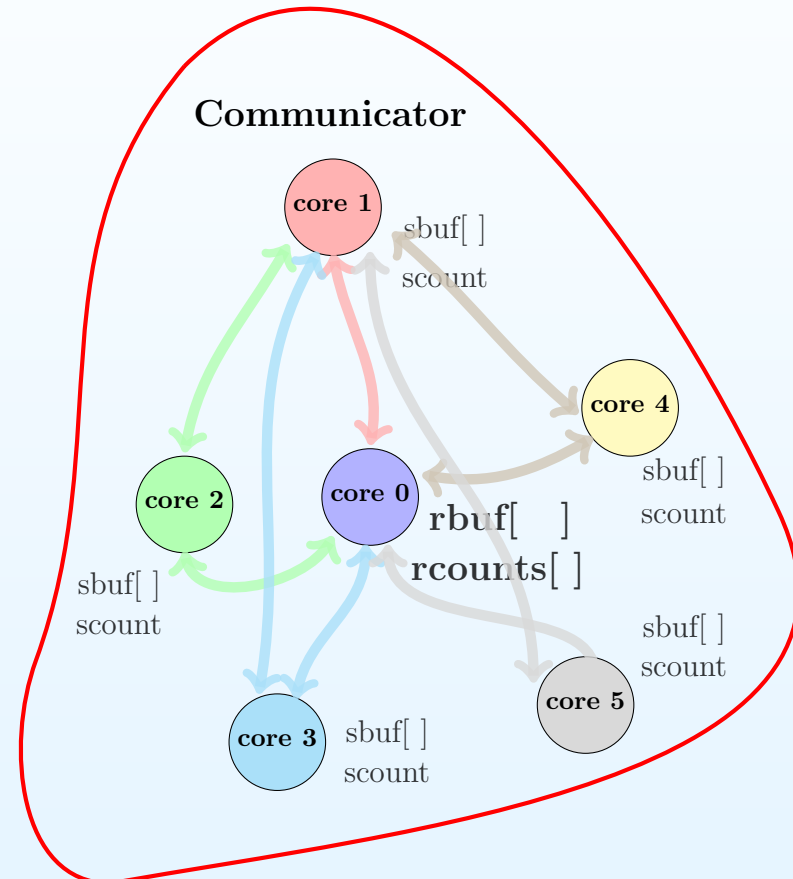 Communicator
core 1
sbuf[ ]
scount
core 4
sbuf[ ]
scount
core 0
rbuf[ ]
rcounts[ ]
core 2
sbuf[ ]
scount
core 5
sbuf[ ]
scount
core 3
sbuf[ ]
scount